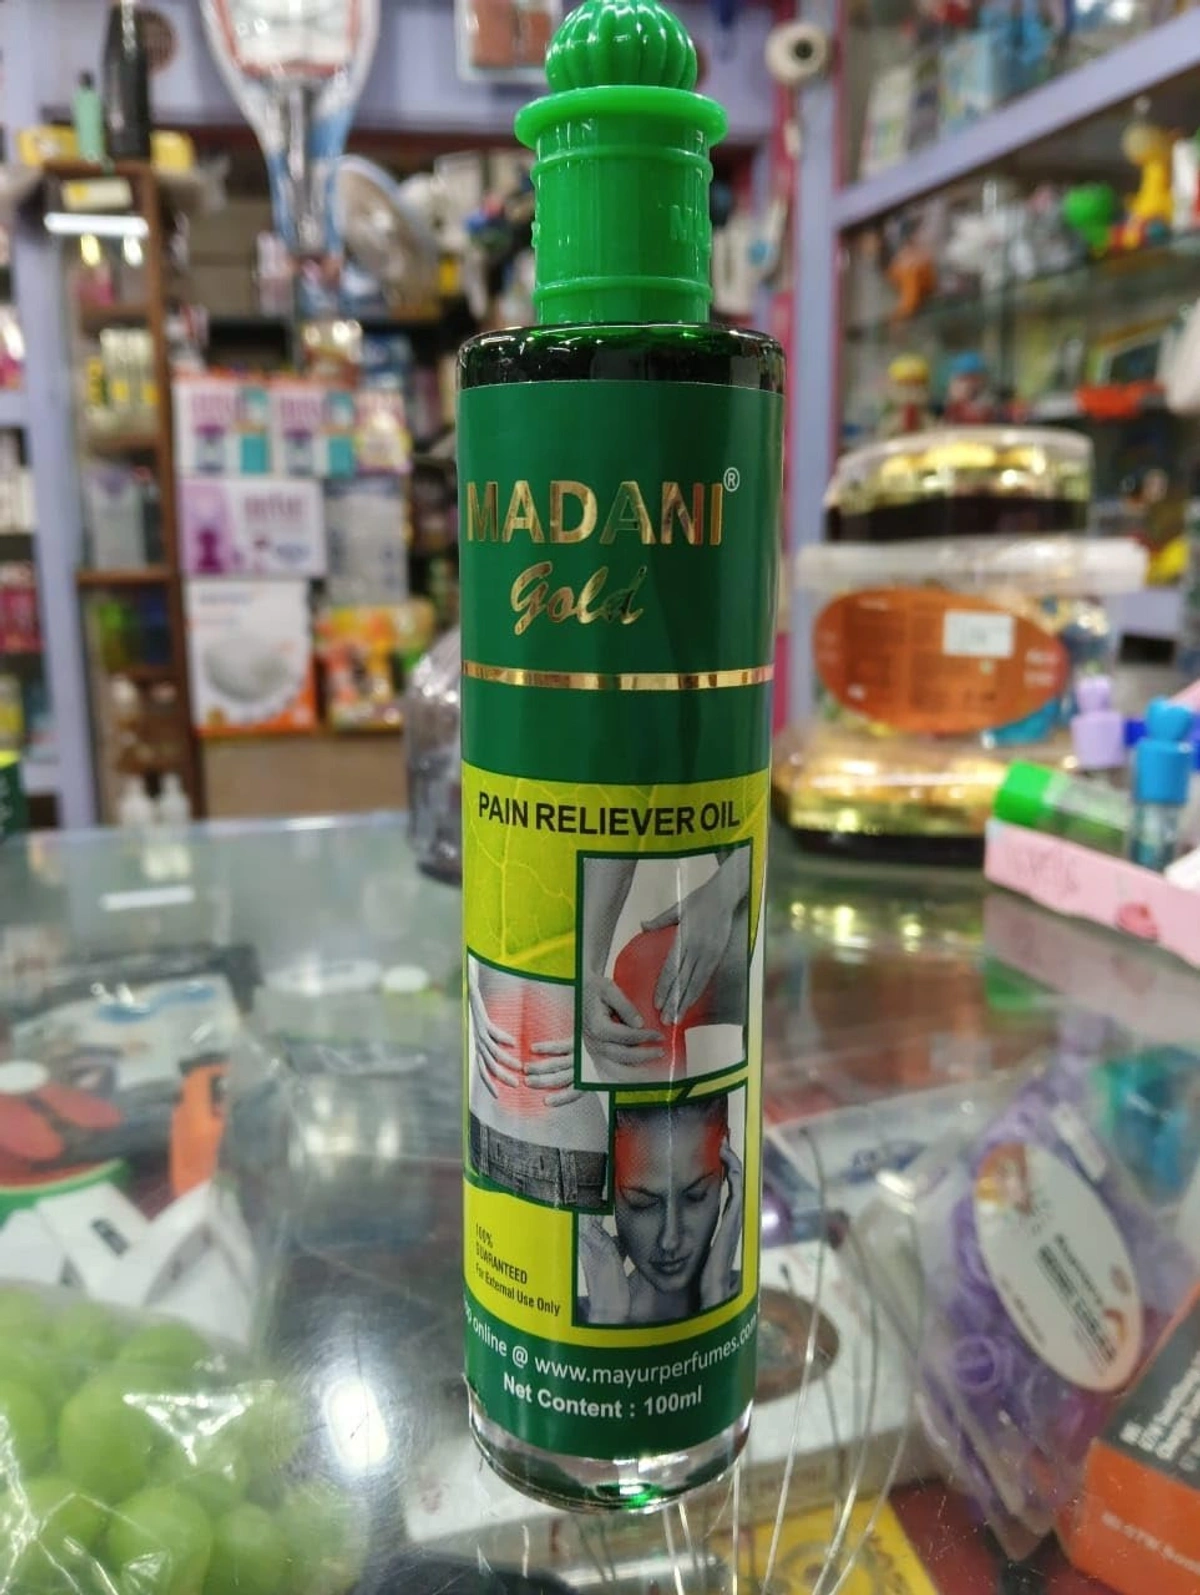 MADANI®
Gold
PAIN RELIEVER OIL
100%
GUARANTEED
For External Use Only
online @ www.mayurperfumes.com
Net Content : 100ml